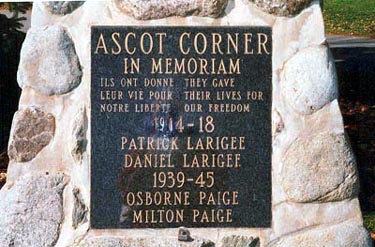 ASCOT CORNER
IN MEMORIAM
ILS ONT DONNE THEY GAVE
LEUR VIE POUR THEIR LIVES FOR
NOTRE LIBERTE OUR FREEDOM
1914-18
PATRICK LARIGEE
DANIEL LARIGEE
1939-45
OSBORNE PAIGE
MILTON PAIGE